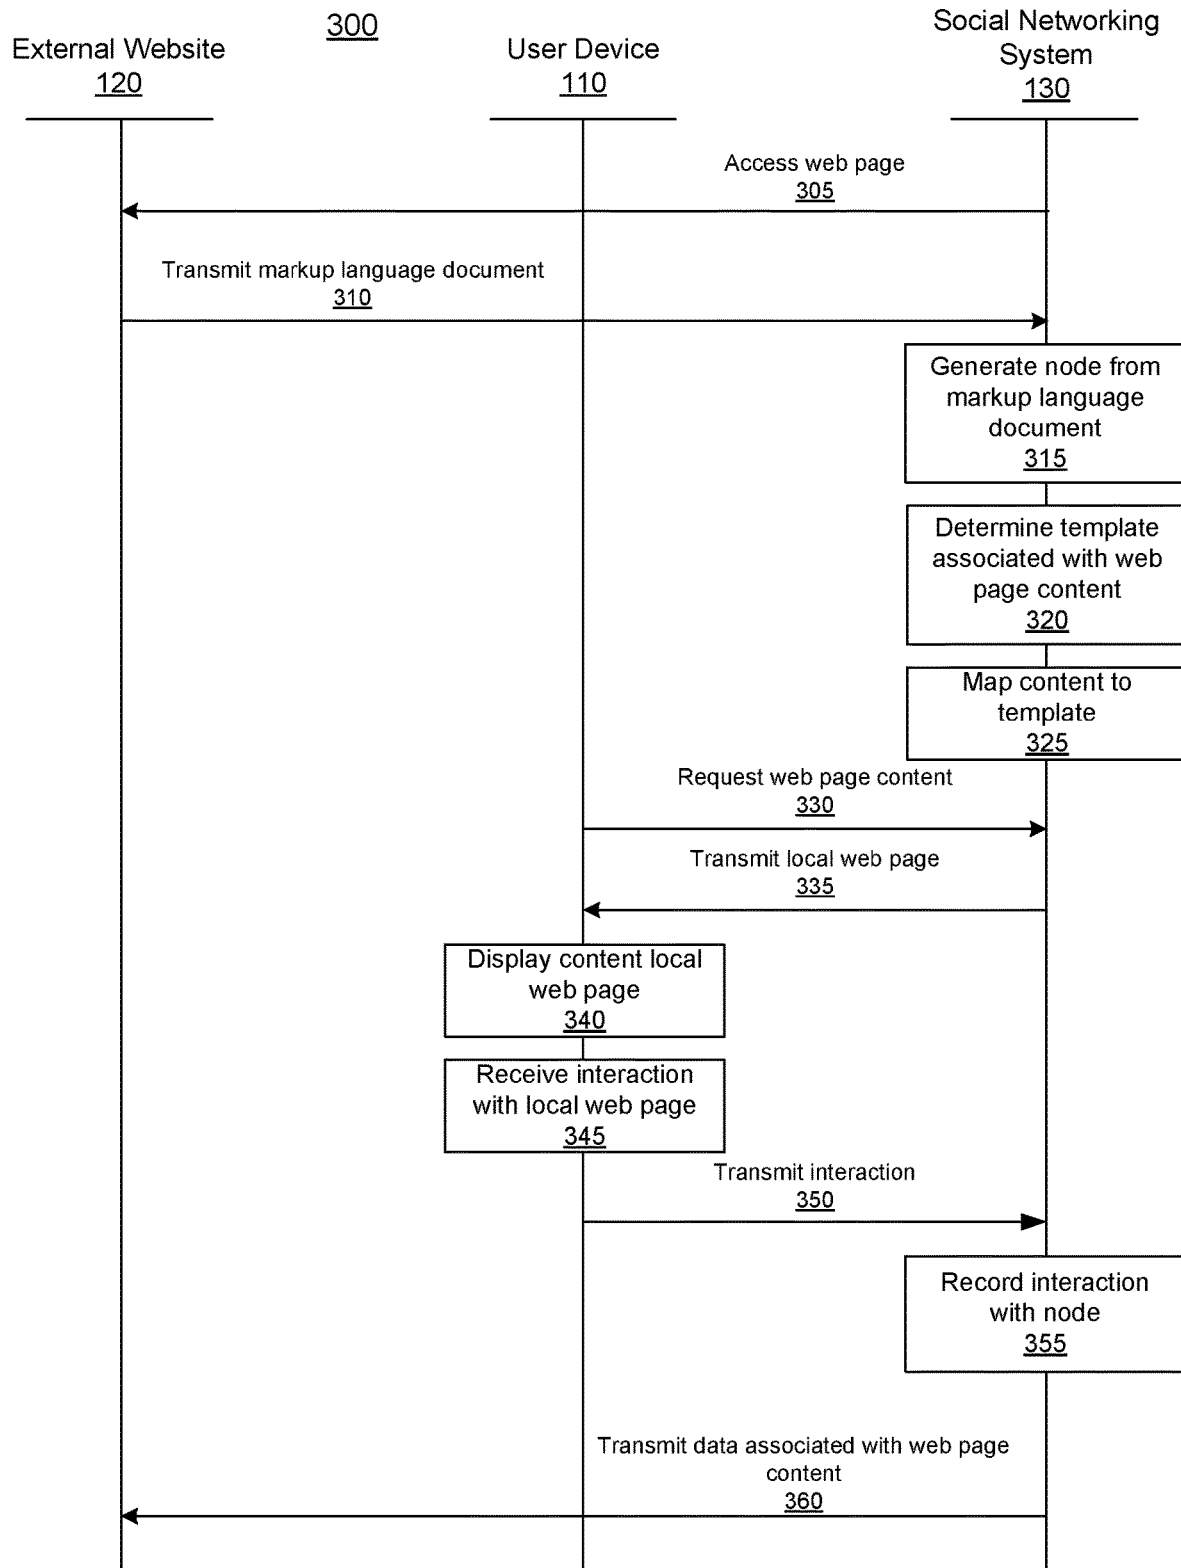 300
External Website
120
User Device
110
Social Networking
System
130
Access web page
305
Transmit markup language document
310
Generate node from
markup language
document
315
Determine template
associated with web
page content
320
Map content to
template
325
Request web page content
330
Transmit local web page
335
Display content local
web page
340
Receive interaction
with local web page
345
Transmit interaction
350
Record interaction
with node
355
Transmit data associated with web page
content
360